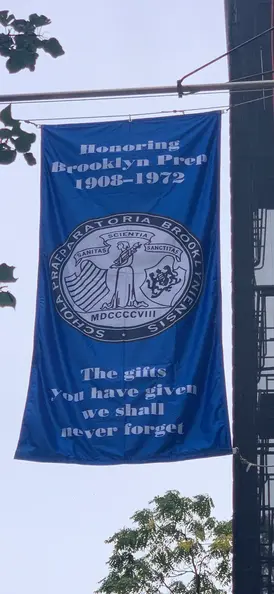 Honoring
Brooklyn Prep
1908–1972
SCHOLA PRAEPARATORIA BROOKLYNIENSIS
SCIENTIA
SANITAS
SANCTITAS
MDCCCCVIII
The gifts
you have given
we shall
never forget